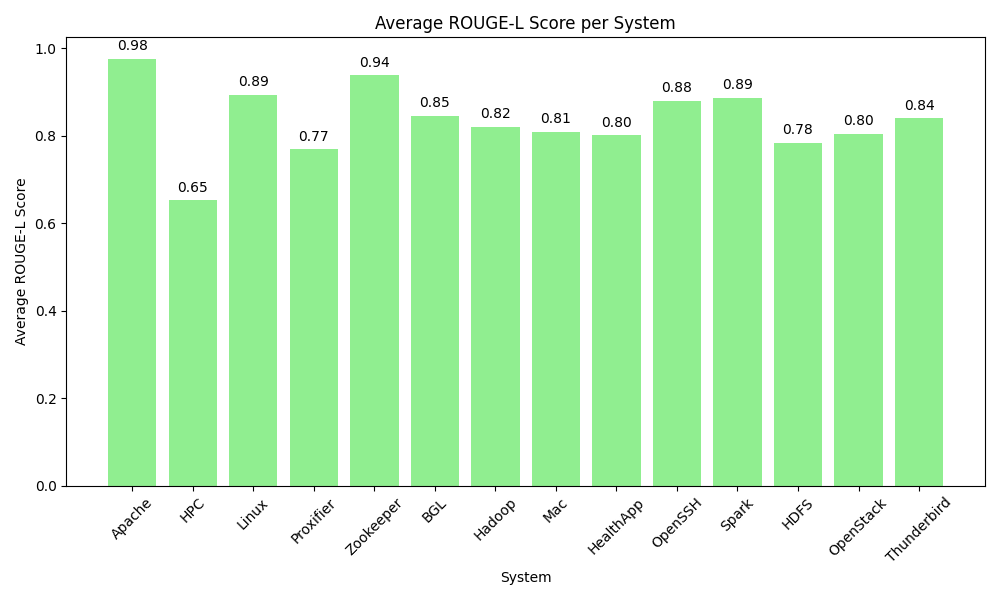 Average ROUGE-L Score per System
Average ROUGE-L Score
1.0
0.8
0.6
0.4
0.2
0.0
0.98
0.65
0.89
0.77
0.94
0.85
0.82
0.81
0.80
0.88
0.89
0.78
0.80
0.84
Apache
HPC
Linux
Proxifier
Zookeeper
BGL
Hadoop
Mac
HealthApp
OpenSSH
Spark
HDFS
OpenStack
Thunderbird
System